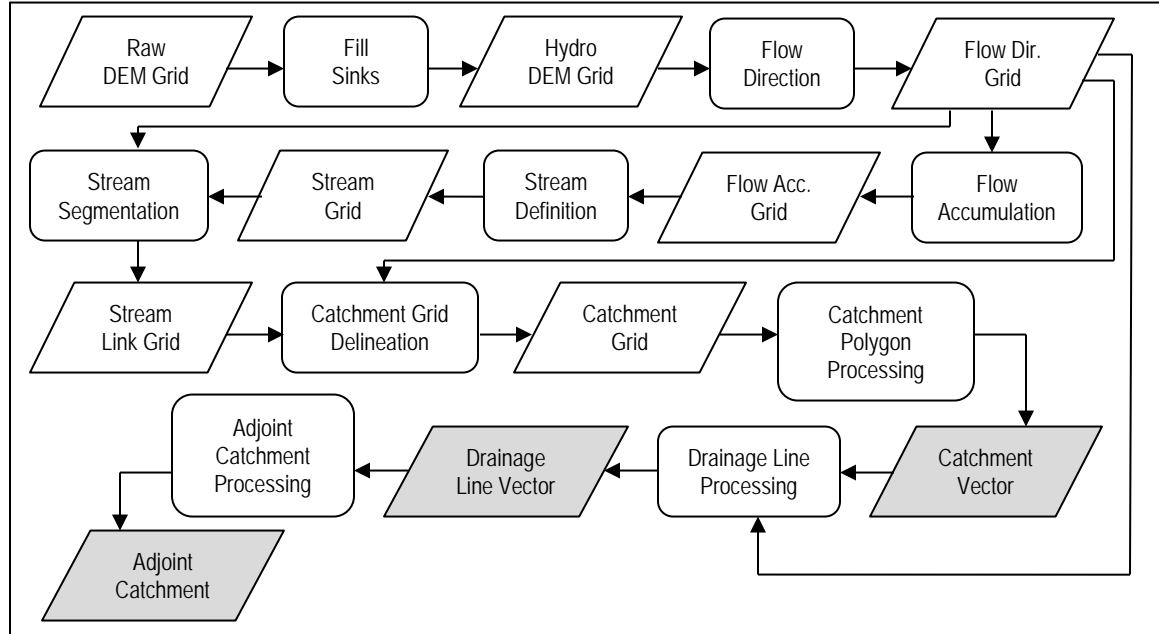 Raw
DEM Grid
Fill
Sinks
Hydro
DEM Grid
Flow
Direction
Flow Dir.
Grid
Stream
Segmentation
Stream
Grid
Stream
Definition
Flow Acc.
Grid
Flow
Accumulation
Stream
Link Grid
Catchment Grid
Delineation
Catchment
Grid
Catchment
Polygon
Processing
Adjoint
Catchment
Processing
Drainage
Line Vector
Drainage Line
Processing
Catchment
Vector
Adjoint
Catchment